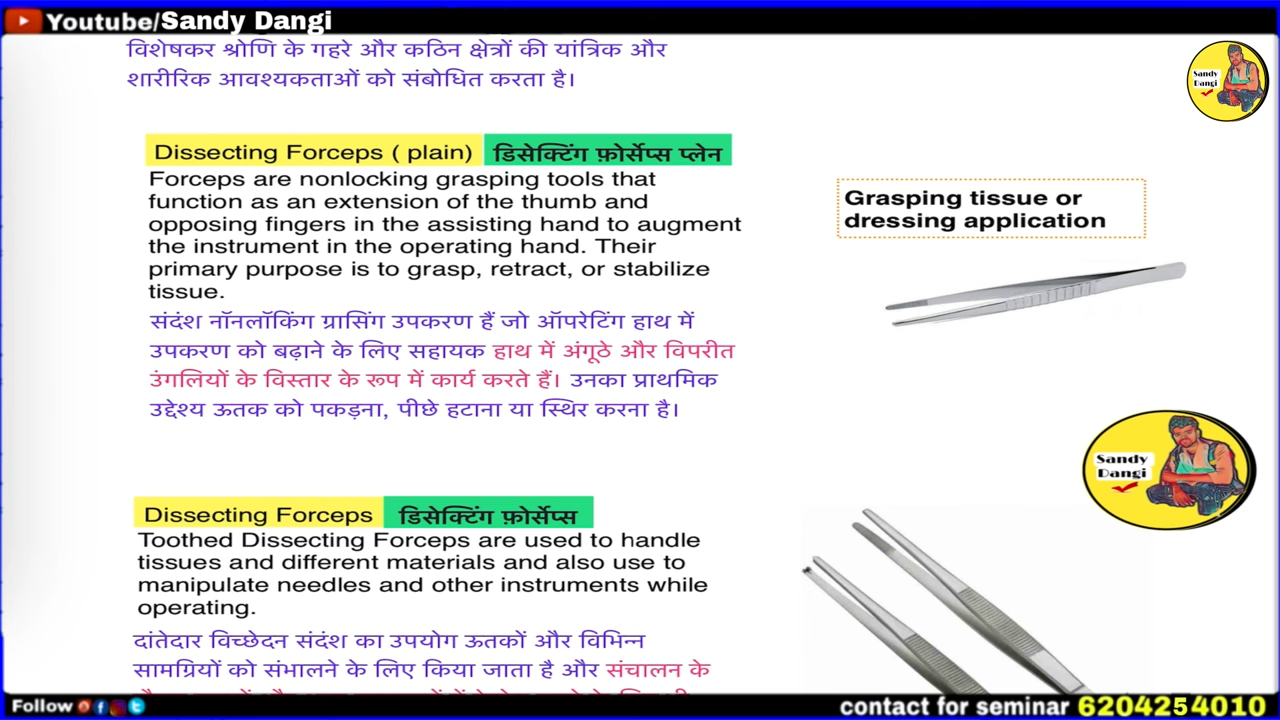 Youtube/Sandy Dangi
विशेषकर श्रोणि के गहरे और कठिन क्षेत्रों की यांत्रिक और
शारीरिक आवश्यकताओं को संबोधित करता है।
Sandy
Dangi
Dissecting Forceps ( plain) डिसेक्टिंग फ़ोर्सेप्स प्लेन
Forceps are nonlocking grasping tools that
function as an extension of the thumb and
opposing fingers in the assisting hand to augment
the instrument in the operating hand. Their
primary purpose is to grasp, retract, or stabilize
tissue.
Grasping tissue or
dressing application
संदंश नॉनलॉकिंग ग्रासिंग उपकरण हैं जो ऑपरेटिंग हाथ में
उपकरण को बढ़ाने के लिए सहायक हाथ में अंगूठे और विपरीत
उंगलियों के विस्तार के रूप में कार्य करते हैं। उनका प्राथमिक
उद्देश्य ऊतक को पकड़ना, पीछे हटाना या स्थिर करना है।
Sandy
Dangi
Dissecting Forceps डिसेक्टिंग फ़ोर्सेप्स
Toothed Dissecting Forceps are used to handle
tissues and different materials and also use to
manipulate needles and other instruments while
operating.
दांतेदार विच्छेदन संदंश का उपयोग ऊतकों और विभिन्न
सामग्रियों को संभालने के लिए किया जाता है और संचालन के
Follow
contact for seminar 6204254010